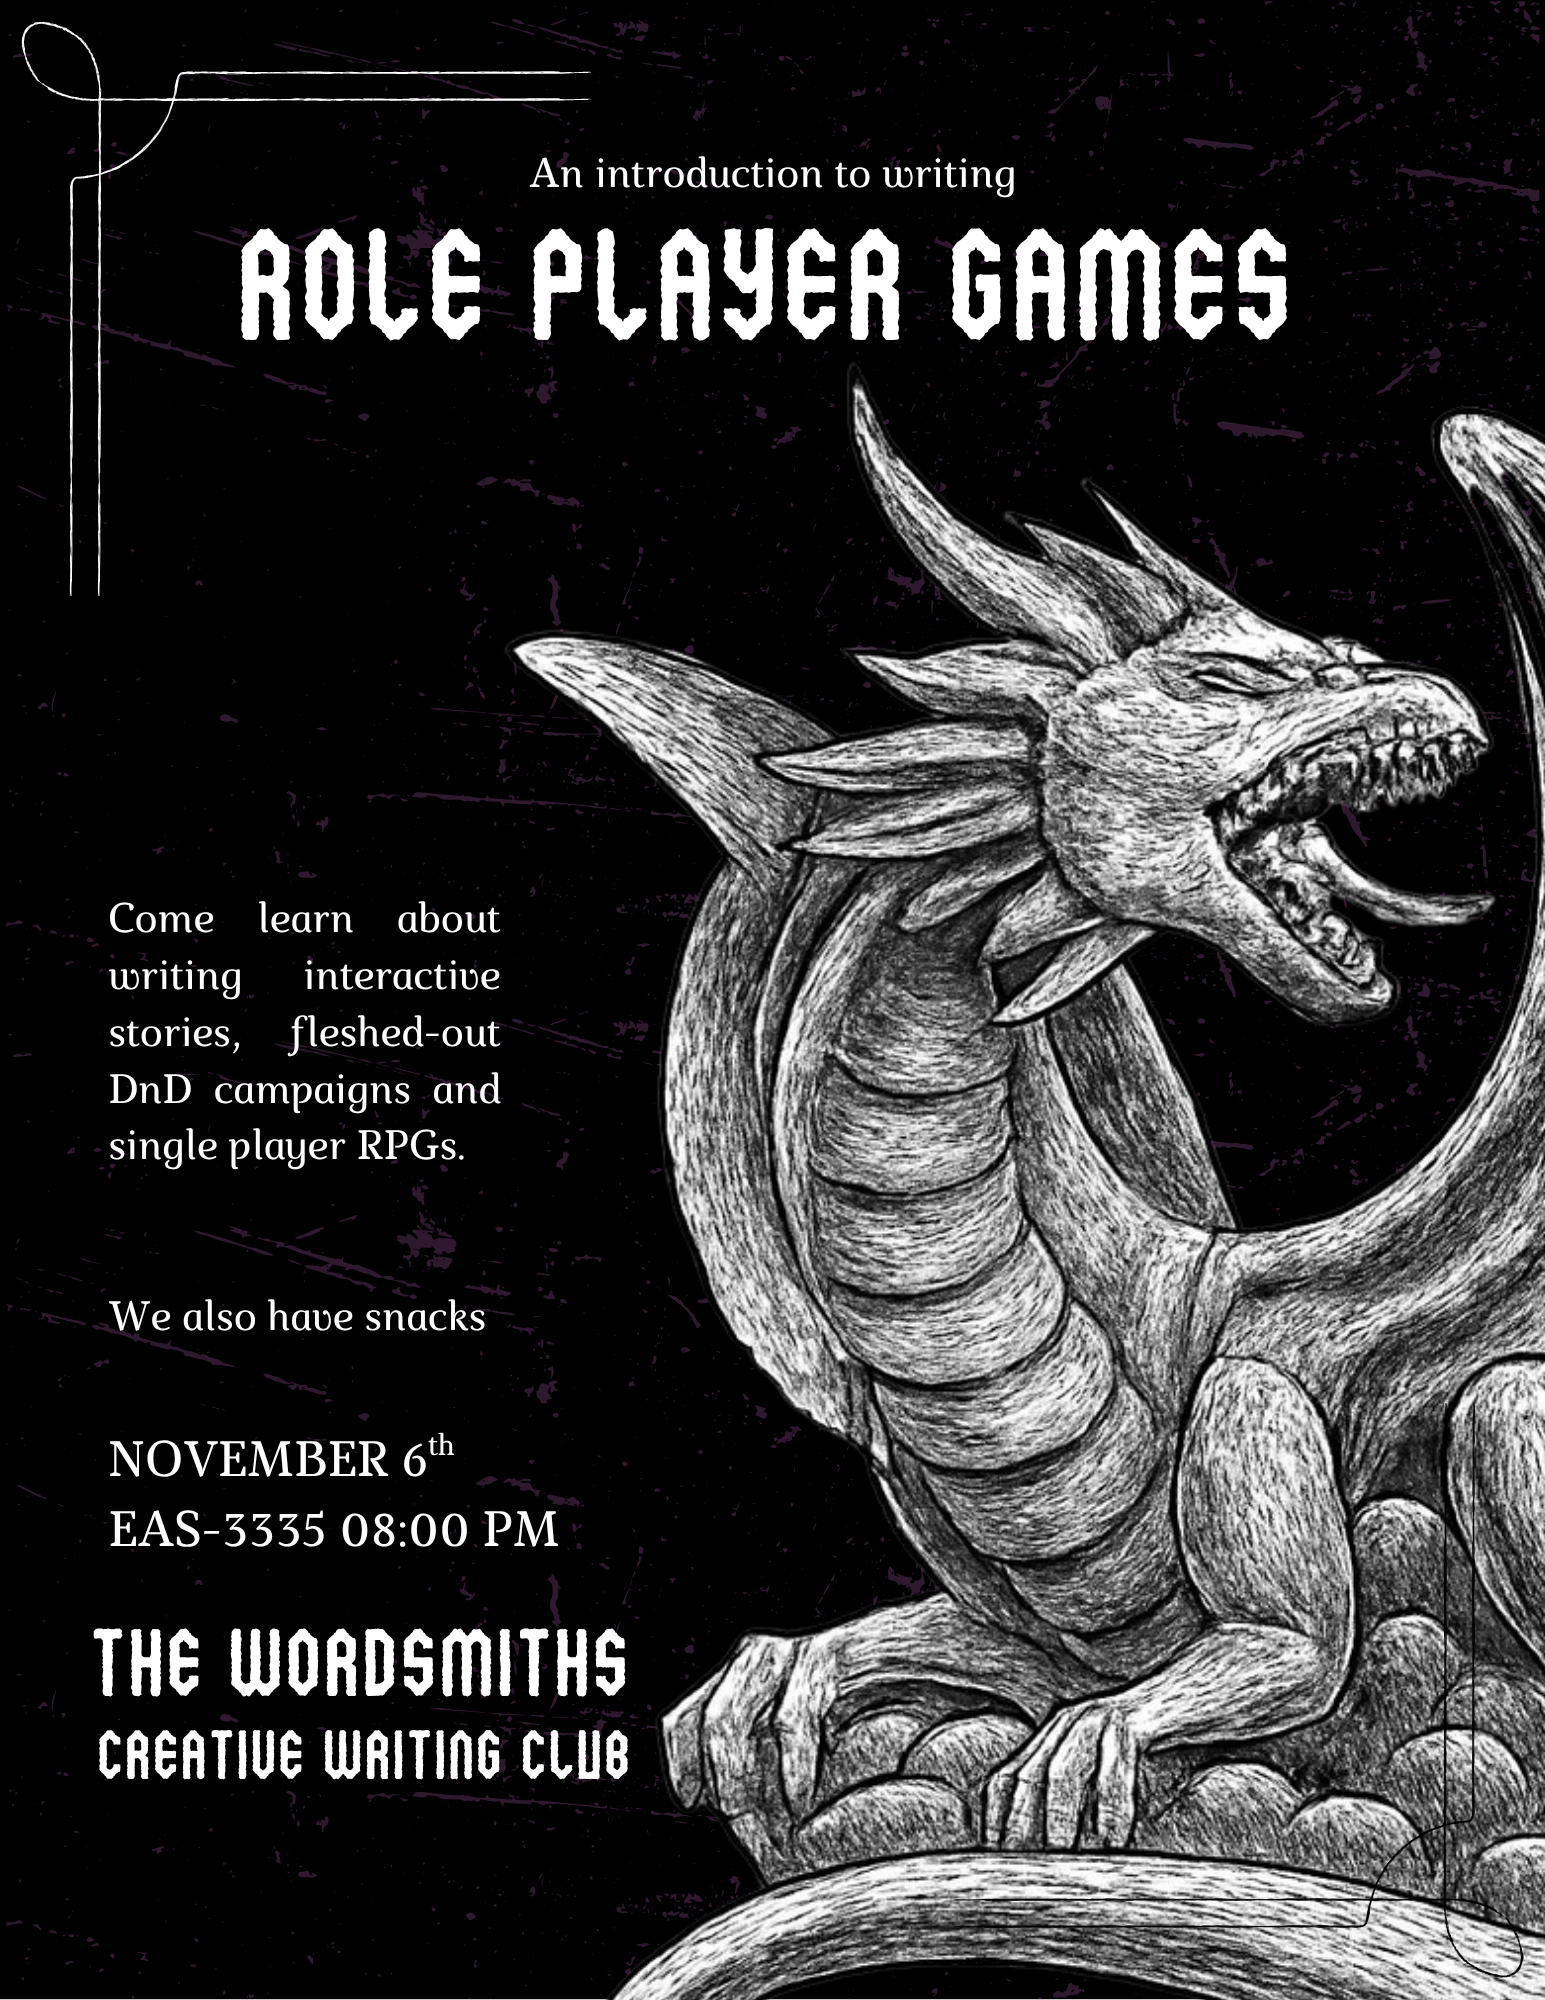 An introduction to writing
ROLE PLAYER GAMES
Come learn about
writing interactive
stories, fleshed-out
DnD campaigns and
single player RPGs.
We also have snacks
NOVEMBER 6th
EAS-3335 08:00 PM
THE WORDSMITHS
CREATIVE WRITING CLUB